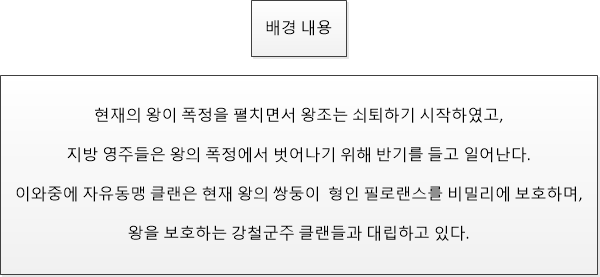 배경 내용
현재의 왕이 폭정을 펼치면서 왕조는 쇠퇴하기 시작하였고,
지방 영주들은 왕의 폭정에서 벗어나기 위해 반기를 들고 일어난다.
이와중에 자유동맹 클랜은 현재 왕의 쌍둥이 형인 필로랜스를 비밀리에 보호하며,
왕을 보호하는 강철군주 클랜들과 대립하고 있다.